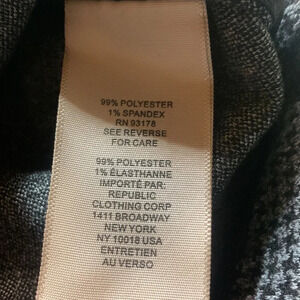 99% POLYESTER
1% SPANDEX
RN 93178
SEE REVERSE
FOR CARE
99% POLYESTER
1% ÉLASTHANNE
IMPORTÉ PAR:
REPUBLIC
CLOTHING CORP
1411 BROADWAY
NEW YORK
NY 10018 USA
ENTRETIEN
AU VERSO